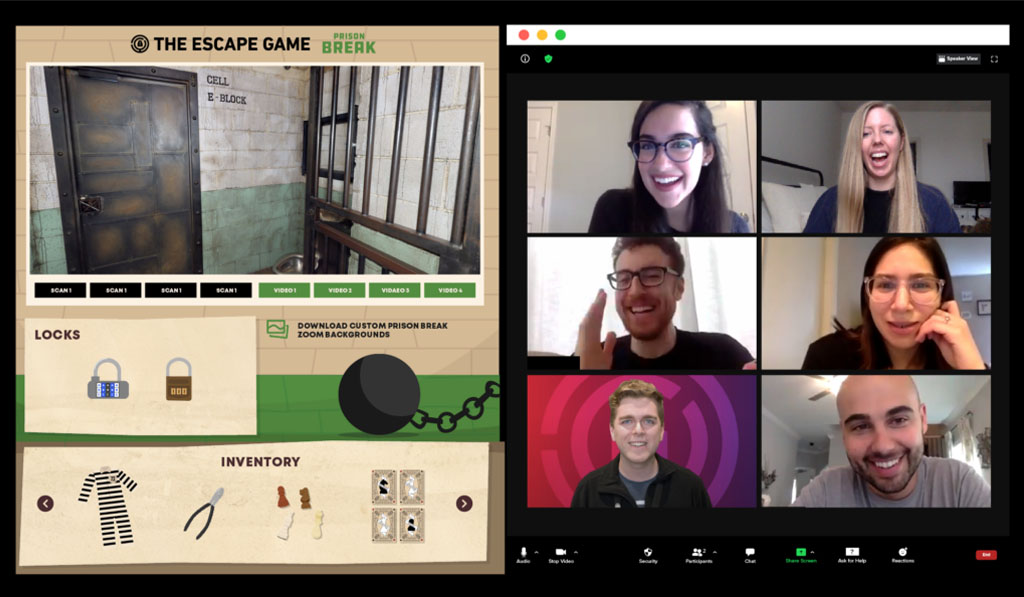 THE ESCAPE GAME
PRISON
BREAK
CELL
E-BLOCK
SCAN 1
SCAN 1
SCAN 1
SCAN 1
VIDEO 1
VIDEO 2
VIDAEO 3
VIDEO 4
LOCKS
DOWNLOAD CUSTOM PRISON BREAK
ZOOM BACKGROUNDS
INVENTORY
Speaker View
Audio
Stop Video
Security
2
Participants
Chat
Share Screen
Ask for Help
Reactions
End